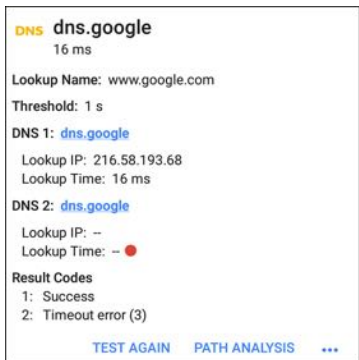 DNS dns.google
16 ms
Lookup Name: www.google.com
Threshold: 1 s
DNS 1: dns.google
Lookup IP: 216.58.193.68
Lookup Time: 16 ms
DNS 2: dns.google
Lookup IP: --
Lookup Time: --
Result Codes
1: Success
2: Timeout error (3)
TEST AGAIN PATH ANALYSIS •••